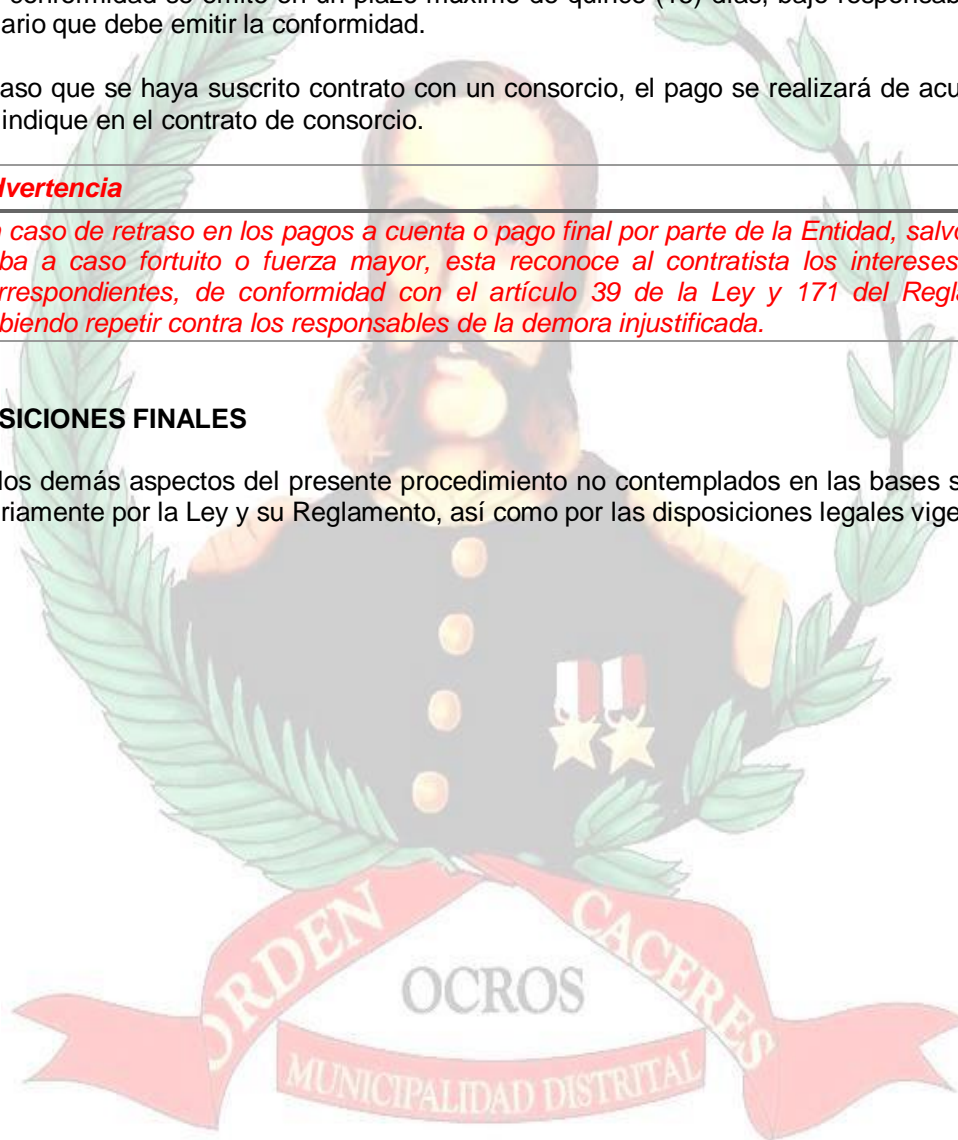 conformidad se emite en un plazo máximo de quince (15) días, bajo
ario que debe emitir la conformidad.
aso que se haya suscrito contrato con un consorcio, el pago se realizará de acu
indique en el contrato de consorcio.
dvertencia
caso de retraso en los pagos a cuenta o pago final por parte de la Entidad, salvo
ba a caso fortuito o fuerza mayor, esta reconoce al contratista los intereses
rrespondientes, de conformidad con el artículo 39 de la Ley y 171 del Regla
biendo repetir contra los responsables de la demora injustificada.
SICIONES FINALES
los demás aspectos del presente procedimiento no contemplados en las bases s
riamente por la Ley y su Reglamento, así como por las disposiciones legales vige
ORDEN
CACERES
OCROS
MUNICIPALIDAD DISTRITAL